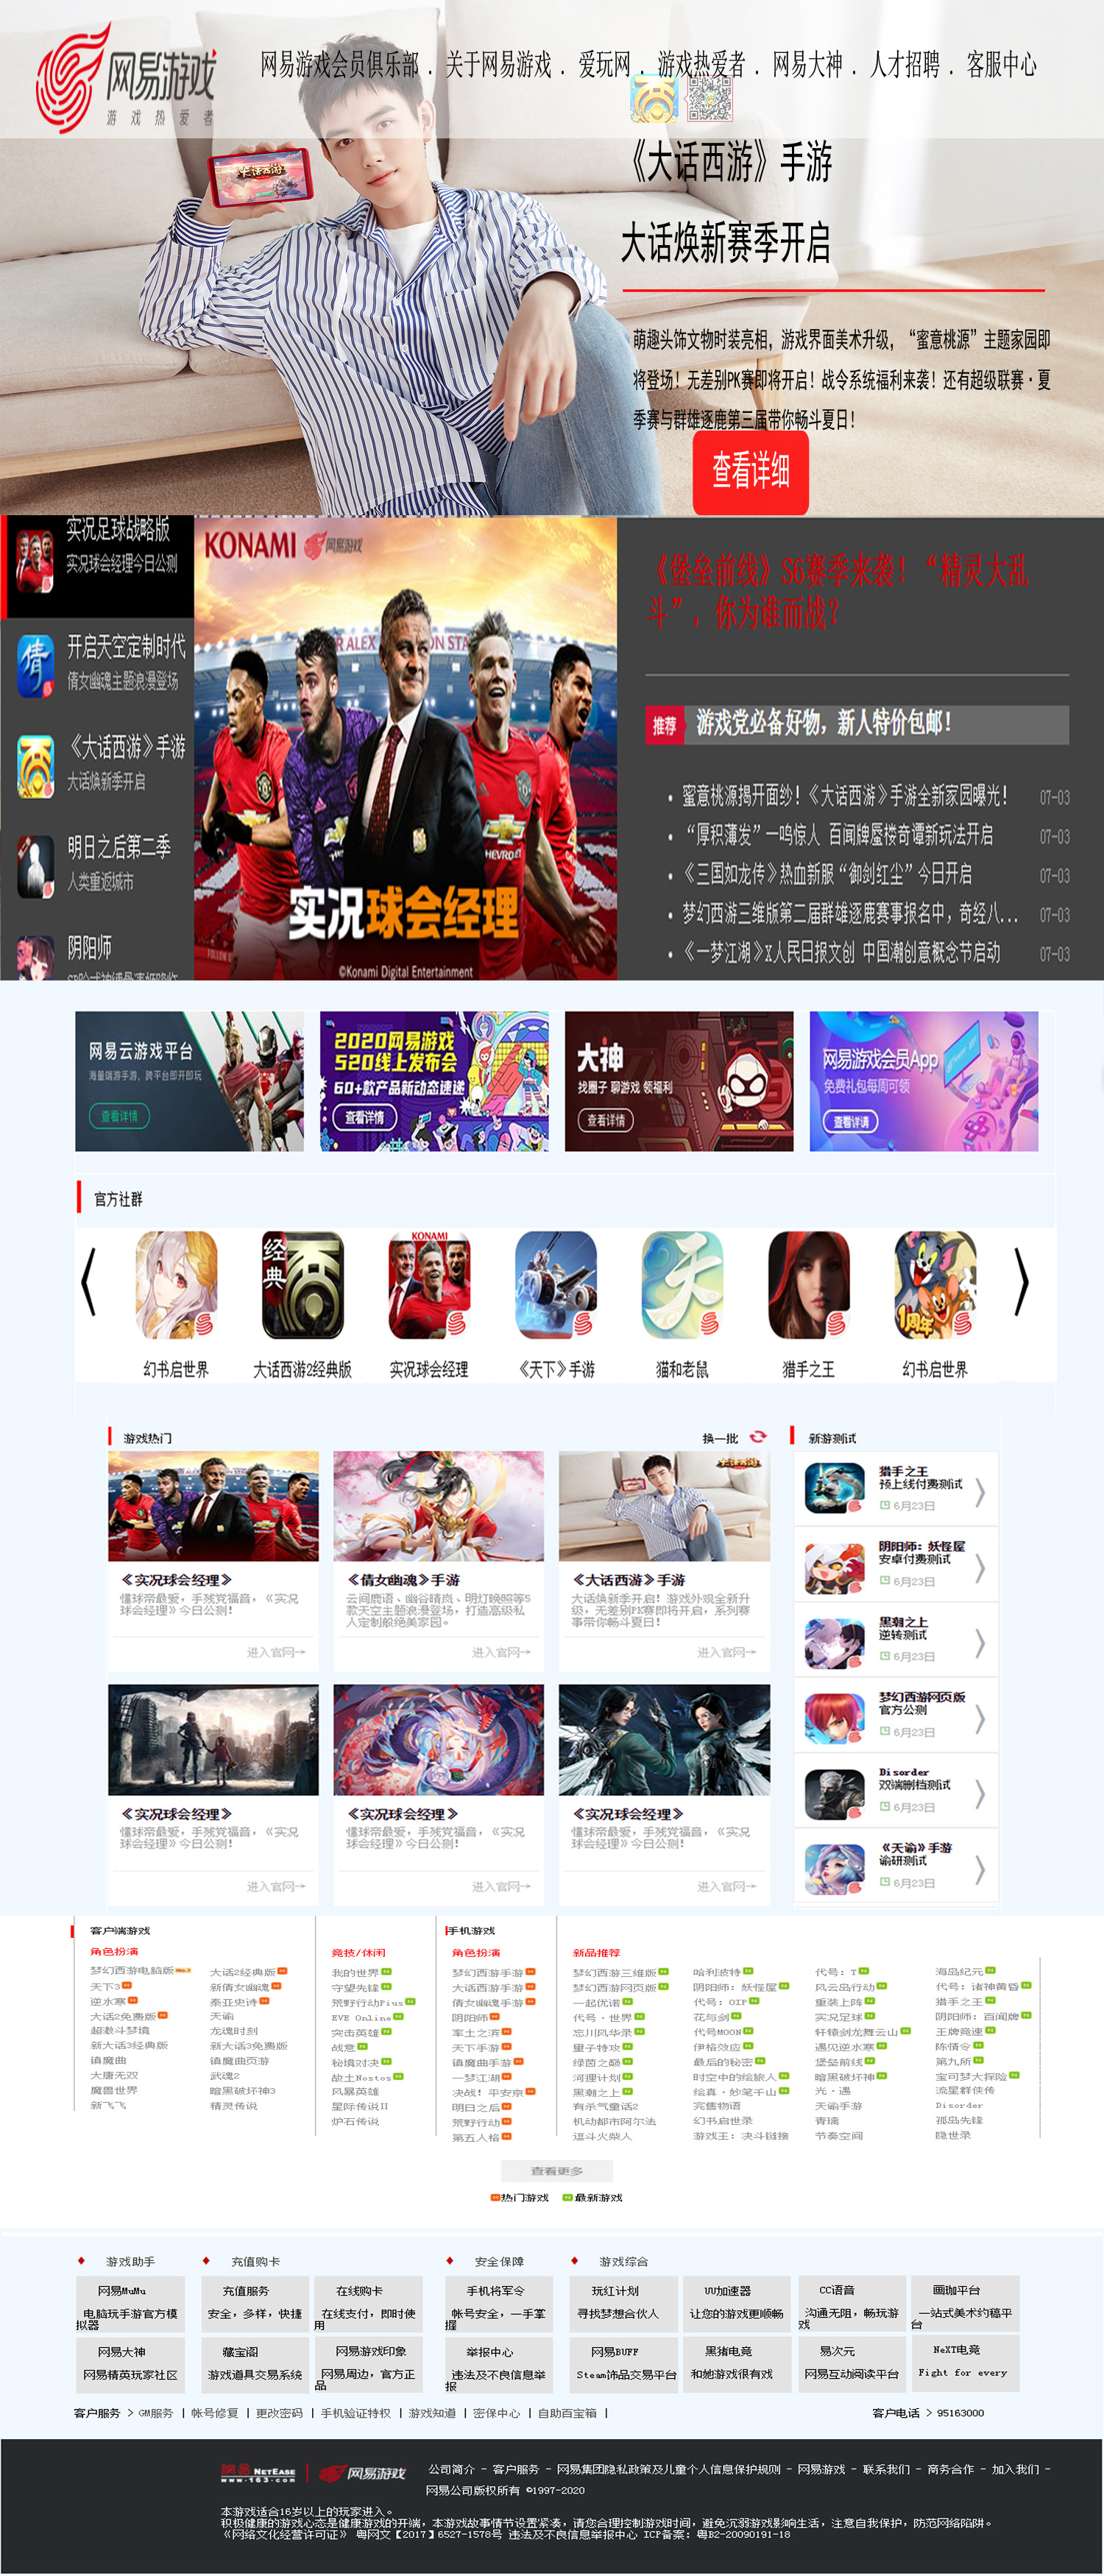 网易游戏
游戏热爱者
网易游戏会员俱乐部 . 关于网易游戏 . 爱玩网 . 游戏热爱者 . 网易大神 . 人才招聘 . 客服中心
大话西游
《大话西游》手游
大话焕新赛季开启
萌趣头饰文物时装亮相，游戏界面美术升级，“蜜意桃源”主题家园即
将登场！无差别PK赛即将开启！战令系统福利来袭！还有超级联赛·夏
季赛与群雄逐鹿第三届带你畅斗夏日！
查看详细
实况足球战略版
实况球会经理今日公测
开启天空定制时代
倩女幽魂主题浪漫登场
《大话西游》手游
大话焕新季开启
明日之后第二季
人类重返城市
阴阳师
KONAMI 网易游戏
实况球会经理
©Konami Digital Entertainment
《堡垒前线》S6赛季来袭！“精灵大乱
斗”，你为谁而战？
推荐 游戏党必备好物，新人特价包邮！
蜜意桃源揭开面纱！《大话西游》手游全新家园曝光！ 07-03
“厚积薄发”一鸣惊人 百闻牌蜃楼奇谭新玩法开启 07-03
《三国如龙传》热血新服“御剑红尘”今日开启 07-03
梦幻西游三维版第二届群雄逐鹿赛事报名中，奇经八... 07-03
《一梦江湖》X人民日报文创 中国潮创意概念节启动 07-03
网易云游戏平台
海量端游手游，跨平台即开即玩
查看详情
2020网易游戏
520线上发布会
60+款产品新动态速递
查看详情
大神
找圈子 聊游戏 领福利
查看详情
网易游戏会员App
免费礼包每周可领
查看详情
官方社群
经典
KONAMI
天
1周年
幻书启世界 大话西游2经典版 实况球会经理 《天下》手游 猫和老鼠 猎手之王 幻书启世界
游戏热门 换一批
《实况球会经理》
懂球帝最爱，手残党福音，《实况
球会经理》今日公测！
进入官网→
《倩女幽魂》手游
云间鹿语、幽谷晴岚、明灯映照等5
款天空主题浪漫登场，打造高级私
人定制般绝美家园。
进入官网→
《大话西游》手游
大话焕新季开启！游戏外观全新升
级，无差别PK赛即将开启，系列赛
事带你畅斗夏日！
进入官网→
《实况球会经理》
懂球帝最爱，手残党福音，《实况
球会经理》今日公测！
进入官网→
《实况球会经理》
懂球帝最爱，手残党福音，《实况
球会经理》今日公测！
进入官网→
《实况球会经理》
懂球帝最爱，手残党福音，《实况
球会经理》今日公测！
进入官网→
新游测试
猎手之王
预上线付费测试
6月23日
阴阳师：妖怪屋
安卓付费测试
6月23日
黑潮之上
逆转测试
6月23日
梦幻西游网页版
官方公测
6月23日
Disorder
双端删档测试
6月23日
《天谕》手游
谕研测试
6月23日
客户端游戏
角色扮演
梦幻西游电脑版
天下3
逆水寒
大话2免费版
超激斗梦境
新大话3经典版
镇魔曲
大唐无双
魔兽世界
新飞飞
大话2经典版
新倩女幽魂
泰亚史诗
天谕
龙魂时刻
新大话3免费版
镇魔曲页游
武魂2
暗黑破坏神3
精灵传说
竞技/休闲
我的世界
守望先锋
荒野行动Plus
EVE Online
突击英雄
战意
秘境对决
故土Nostos
风暴英雄
星际传说II
炉石传说
手机游戏
角色扮演
梦幻西游手游
大话西游手游
倩女幽魂手游
阴阳师
率土之滨
天下手游
镇魔曲手游
一梦江湖
决战！平安京
明日之后
荒野行动
第五人格
新品推荐
梦幻西游三维版
梦幻西游网页版
一起优诺
代号·世界
忘川风华录
量子特攻
绿茵之巅
河理计划
黑潮之上
有杀气童话2
机动都市阿尔法
逗斗火柴人
哈利波特
阴阳师：妖怪屋
代号：OIP
花与剑
代号MOON
伊格效应
最后的秘密
时空中的绘旅人
绘真·妙笔千山
完售物语
幻书启世录
游戏王：决斗链接
代号：T
风云岛行动
重装上阵
实况足球
轩辕剑龙舞云山
遇见逆水寒
堡垒前线
暗黑破坏神
光·遇
天谕手游
青璃
节奏空间
海岛纪元
代号：诸神黄昏
猎手之王
阴阳师：百闻牌
王牌竞速
陈情令
第九所
宝可梦大探险
流星群侠传
Disorder
孤岛先锋
隐世录
查看更多
热门游戏 最新游戏
游戏助手 充值购卡 安全保障 游戏综合
网易MuMu
电脑玩手游官方模
拟器
充值服务
安全，多样，快捷
在线购卡
在线支付，即时使
用
手机将军令
帐号安全，一手掌
握
玩红计划
寻找梦想合伙人
UU加速器
让您的游戏更顺畅
CC语音
沟通无阻，畅玩游
戏
画咖平台
一站式美术约稿平
台
网易大神
网易精英玩家社区
藏宝阁
游戏道具交易系统
网易游戏印象
网易周边，官方正
品
举报中心
违法及不良信息举
报
网易BUFF
Steam饰品交易平台
黑猪电竞
和她游戏很有戏
易次元
网易互动阅读平台
NeXT电竞
Fight for every
客户服务 > GM服务 | 帐号修复 | 更改密码 | 手机验证特权 | 游戏知道 | 密保中心 | 自助百宝箱 | 客户电话 > 95163000
网易 NETEASE
www.163.com
网易游戏
公司简介 - 客户服务 - 网易集团隐私政策及儿童个人信息保护规则 - 网易游戏 - 联系我们 - 商务合作 - 加入我们 -
网易公司版权所有 ©1997-2020
本游戏适合16岁以上的玩家进入。
积极健康的游戏心态是健康游戏的开端，本游戏故事情节设置紧凑，请您合理控制游戏时间，避免沉溺游戏影响生活，注意自我保护，防范网络陷阱。
《网络文化经营许可证》 粤网文【2017】6527-1578号 违法及不良信息举报中心 ICP备案：粤B2-20090191-18